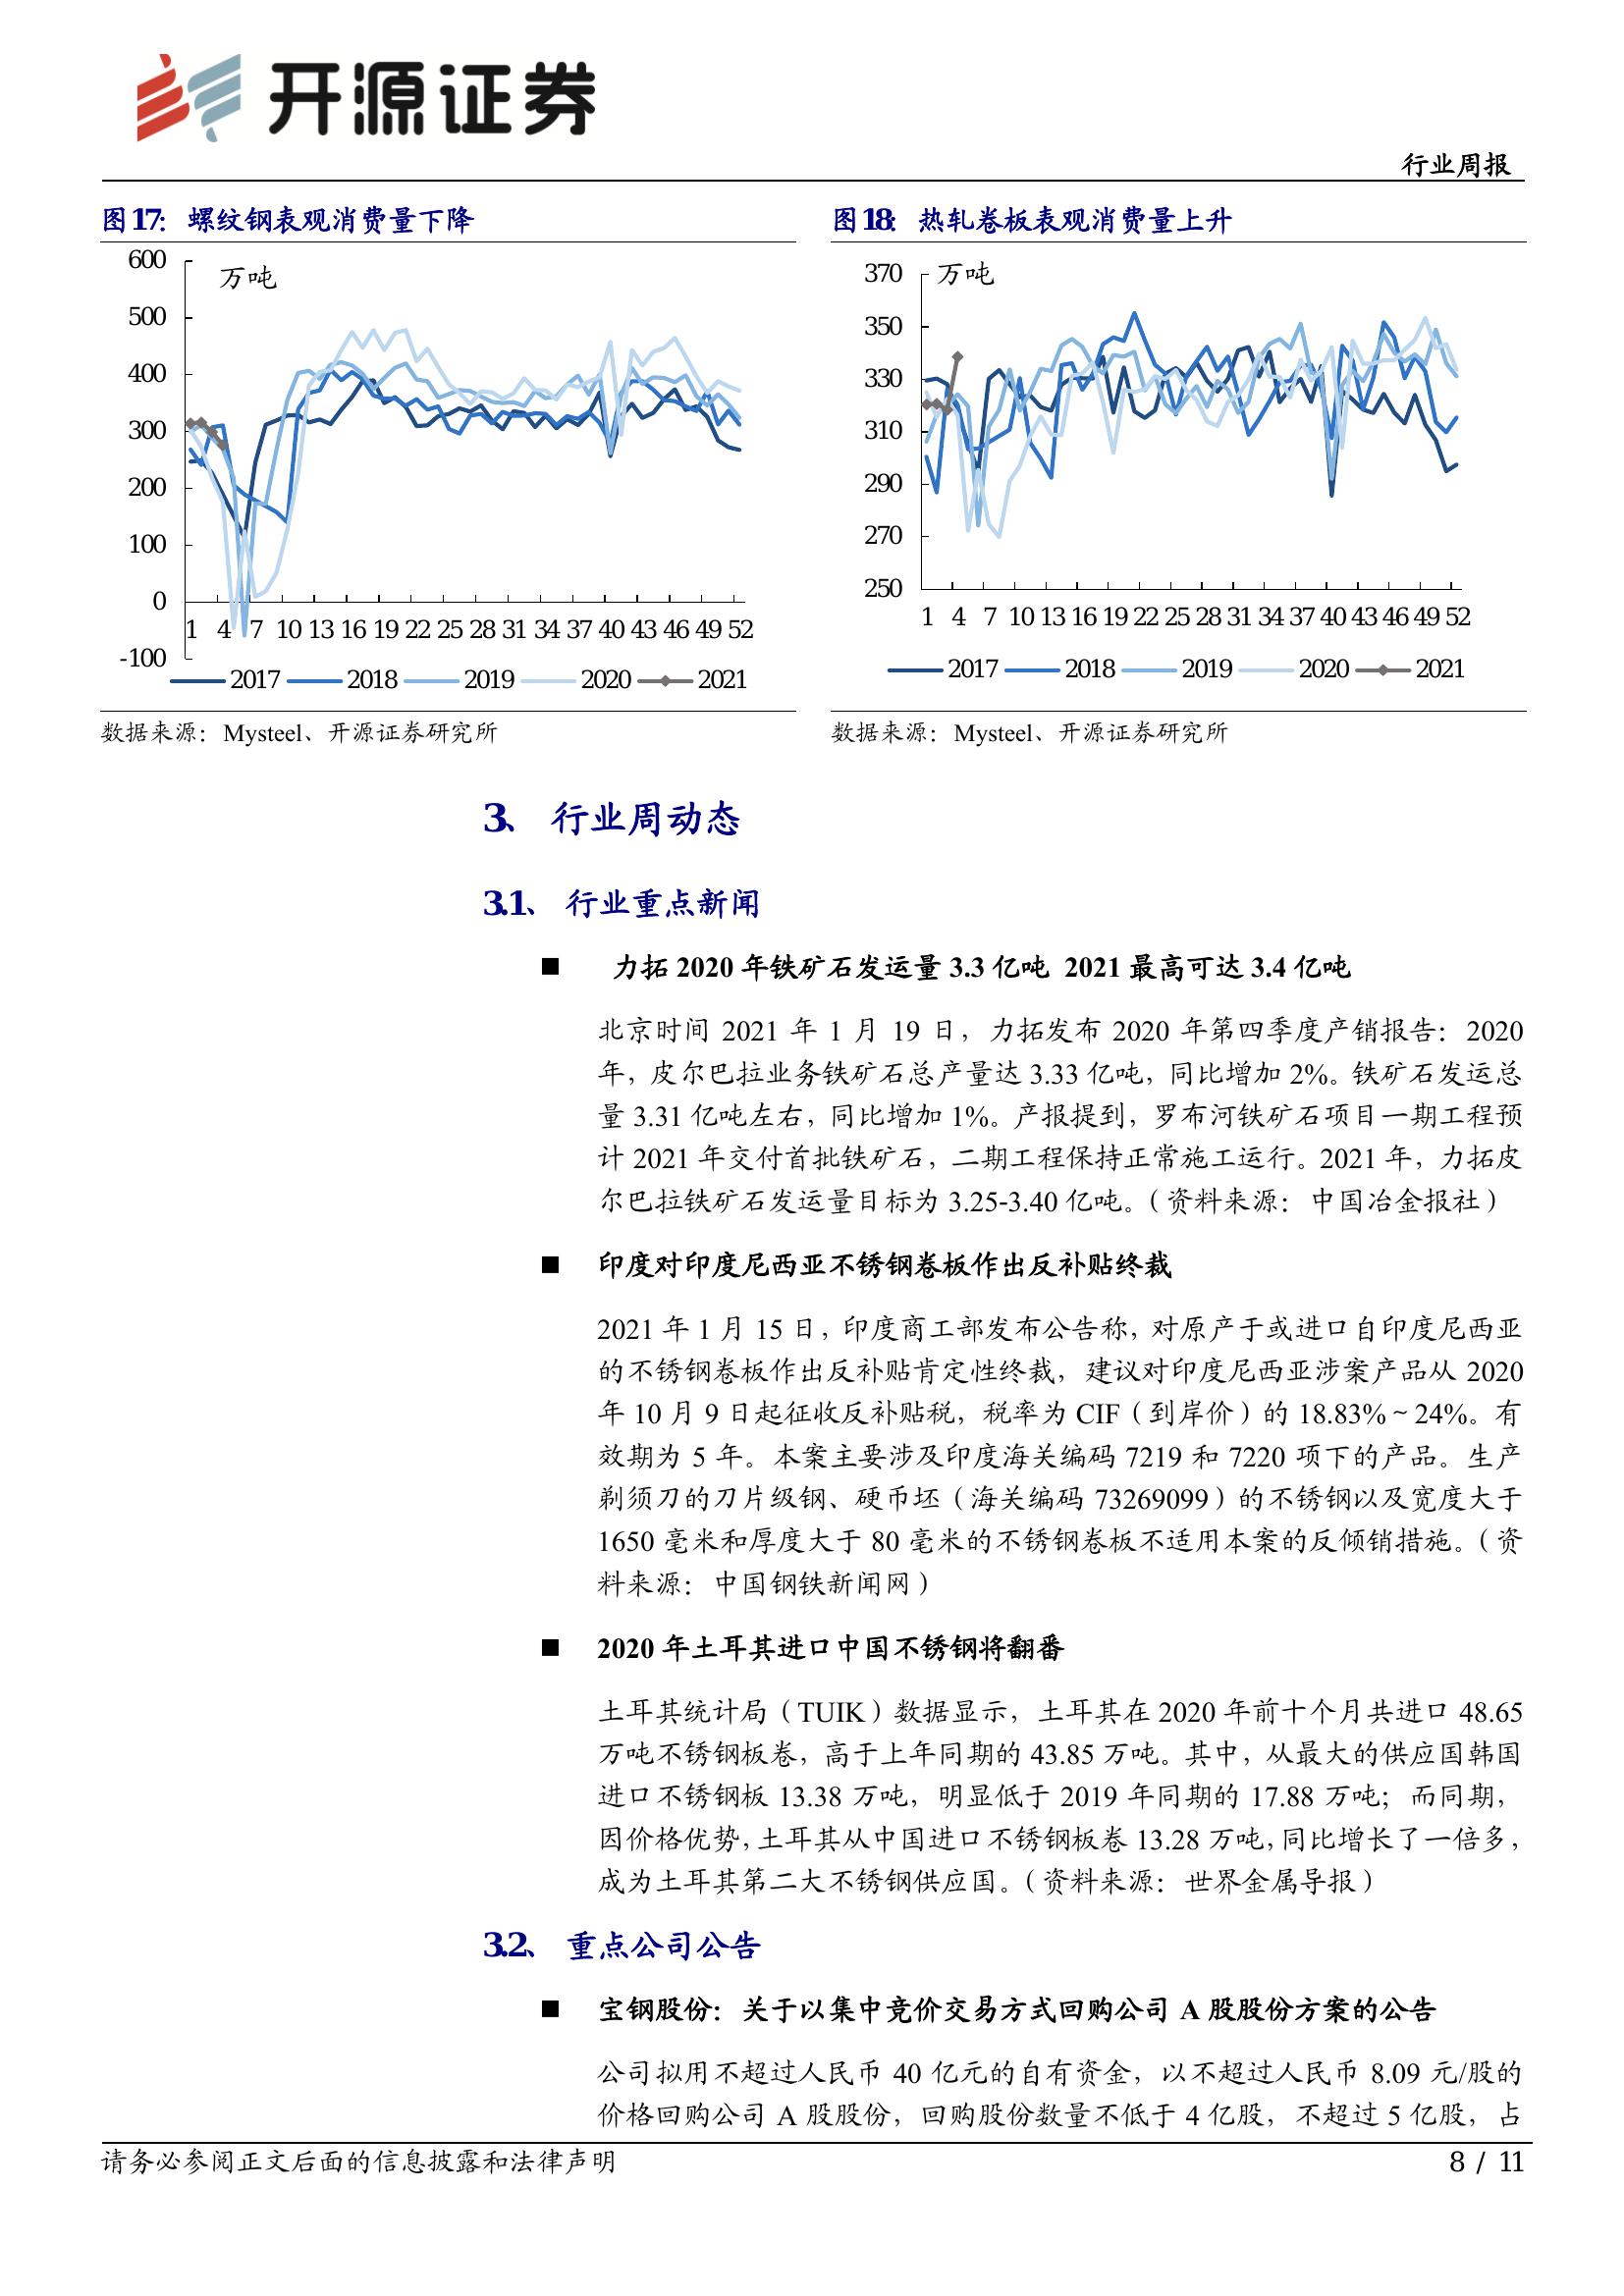 开源证券
行业周报
图17： 螺纹钢表观消费量下降
600
500
400
300
200
100
0
-100
万吨
1 4 7 10 13 16 19 22 25 28 31 34 37 40 43 46 49 52
2017 2018 2019 2020 2021
数据来源：Mysteel、开源证券研究所
图18： 热轧卷板表观消费量上升
370
350
330
310
290
270
250
万吨
1 4 7 10 13 16 19 22 25 28 31 34 37 40 43 46 49 52
2017 2018 2019 2020 2021
数据来源：Mysteel、开源证券研究所
3、 行业周动态
3.1、 行业重点新闻
■ 力拓 2020 年铁矿石发运量 3.3 亿吨 2021 最高可达 3.4 亿吨
北京时间 2021 年 1 月 19 日，力拓发布 2020 年第四季度产销报告：2020
年，皮尔巴拉业务铁矿石总产量达 3.33 亿吨，同比增加 2%。铁矿石发运总
量 3.31 亿吨左右，同比增加 1%。产报提到，罗布河铁矿石项目一期工程预
计 2021 年交付首批铁矿石，二期工程保持正常施工运行。2021 年，力拓皮
尔巴拉铁矿石发运量目标为 3.25-3.40 亿吨。（资料来源：中国冶金报社）
■ 印度对印度尼西亚不锈钢卷板作出反补贴终裁
2021 年 1 月 15 日，印度商工部发布公告称，对原产于或进口自印度尼西亚
的不锈钢卷板作出反补贴肯定性终裁，建议对印度尼西亚涉案产品从 2020
年 10 月 9 日起征收反补贴税，税率为 CIF（到岸价）的 18.83%～24%。有
效期为 5 年。本案主要涉及印度海关编码 7219 和 7220 项下的产品。生产
剃须刀的刀片级钢、硬币坯（海关编码 73269099）的不锈钢以及宽度大于
1650 毫米和厚度大于 80 毫米的不锈钢卷板不适用本案的反倾销措施。（资
料来源：中国钢铁新闻网）
■ 2020 年土耳其进口中国不锈钢将翻番
土耳其统计局（TUIK）数据显示，土耳其在 2020 年前十个月共进口 48.65
万吨不锈钢板卷，高于上年同期的 43.85 万吨。其中，从最大的供应国韩国
进口不锈钢板 13.38 万吨，明显低于 2019 年同期的 17.88 万吨；而同期，
因价格优势，土耳其从中国进口不锈钢板卷 13.28 万吨，同比增长了一倍多，
成为土耳其第二大不锈钢供应国。（资料来源：世界金属导报）
3.2、 重点公司公告
■ 宝钢股份：关于以集中竞价交易方式回购公司 A 股股份方案的公告
公司拟用不超过人民币 40 亿元的自有资金，以不超过人民币 8.09 元/股的
价格回购公司 A 股股份，回购股份数量不低于 4 亿股，不超过 5 亿股，占
请务必参阅正文后面的信息披露和法律声明
8 / 11